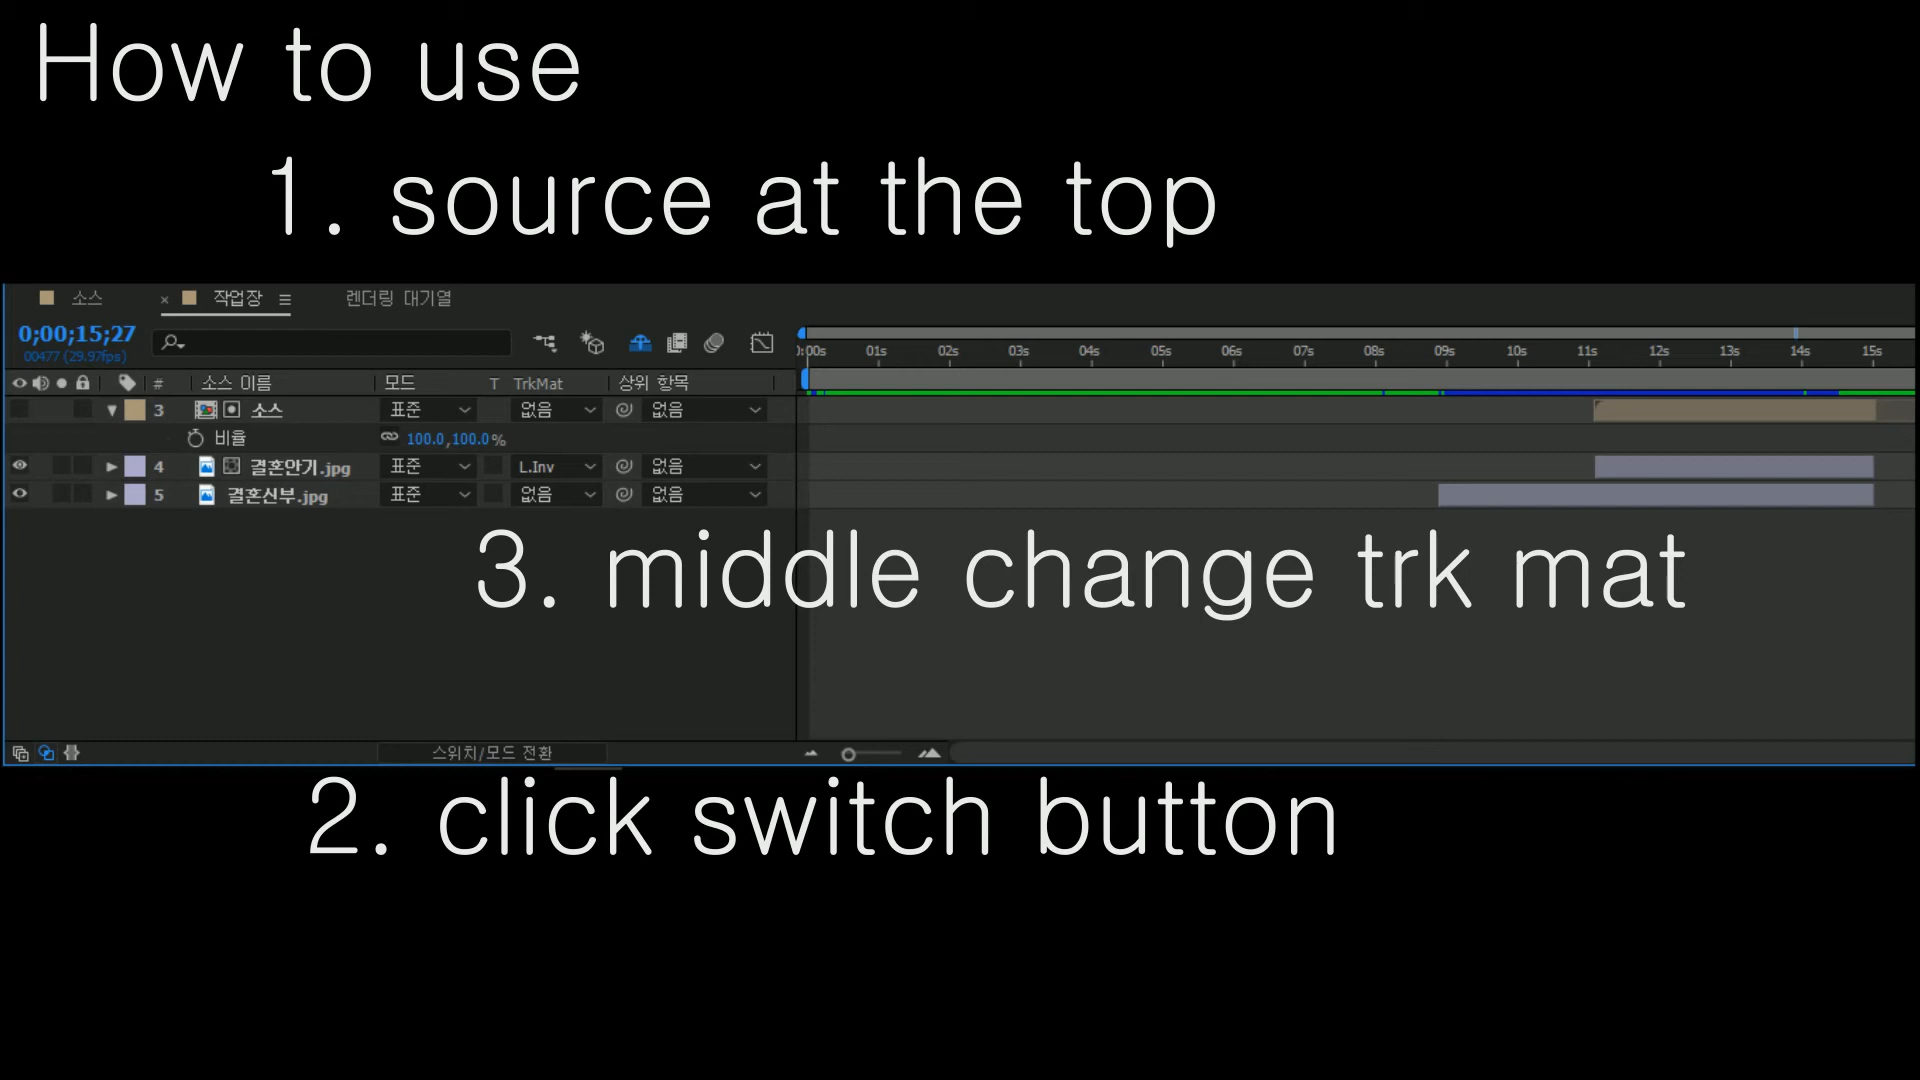 How to use
1. source at the top
소스
× 작업장 ☰ 렌더링 대기열
0;00;15;27
00477 (29.97fps)
:00s 01s 02s 03s 04s 05s 06s 07s 08s 09s 10s 11s 12s 13s 14s 15s
# 소스 이름 모드 T TrkMat 상위 항목
3 소스 표준 없음 없음
비율 100.0,100.0%
4 결혼안기.jpg 표준 L.Inv 없음
5 결혼신부.jpg 표준 없음 없음
3. middle change trk mat
스위치/모드 전환
2. click switch button